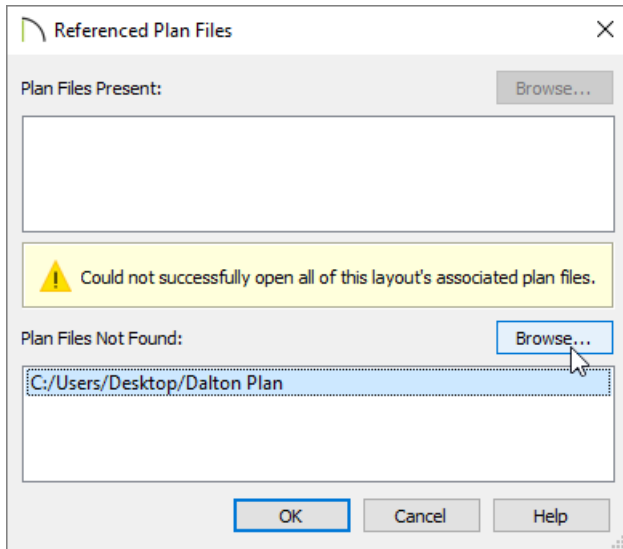 Referenced Plan Files
Plan Files Present:
Browse...
Could not successfully open all of this layout's associated plan files.
Plan Files Not Found:
Browse...
C:/Users/Desktop/Dalton Plan
OK
Cancel
Help